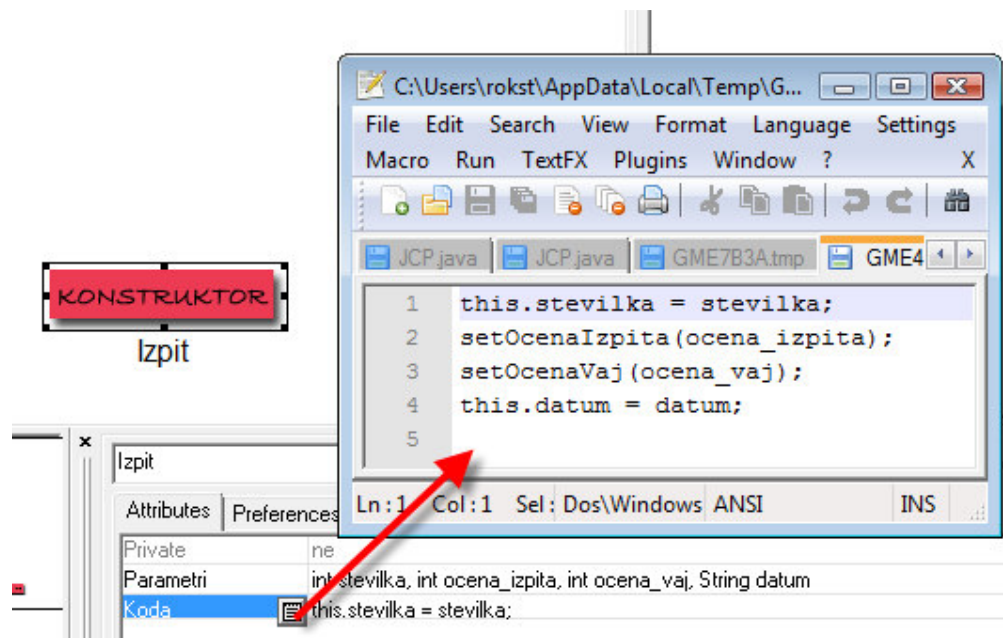 C:\Users\rokst\AppData\Local\Temp\G...
File Edit Search View Format Language Settings
Macro Run TextFX Plugins Window ? X
JCP.java JCP.java GME7B3A.tmp GME4
1 this.stevilka = stevilka;
2 setOcenaIzpita(ocena_izpita);
3 setOcenaVaj(ocena_vaj);
4 this.datum = datum;
5
Ln:1 Col:1 Sel: Dos\Windows ANSI INS
KONSTRUKTOR
Izpit
Izpit
Attributes Preferences
Private ne
Parametri int stevilka, int ocena_izpita, int ocena_vaj, String datum
Koda this.stevilka = stevilka;